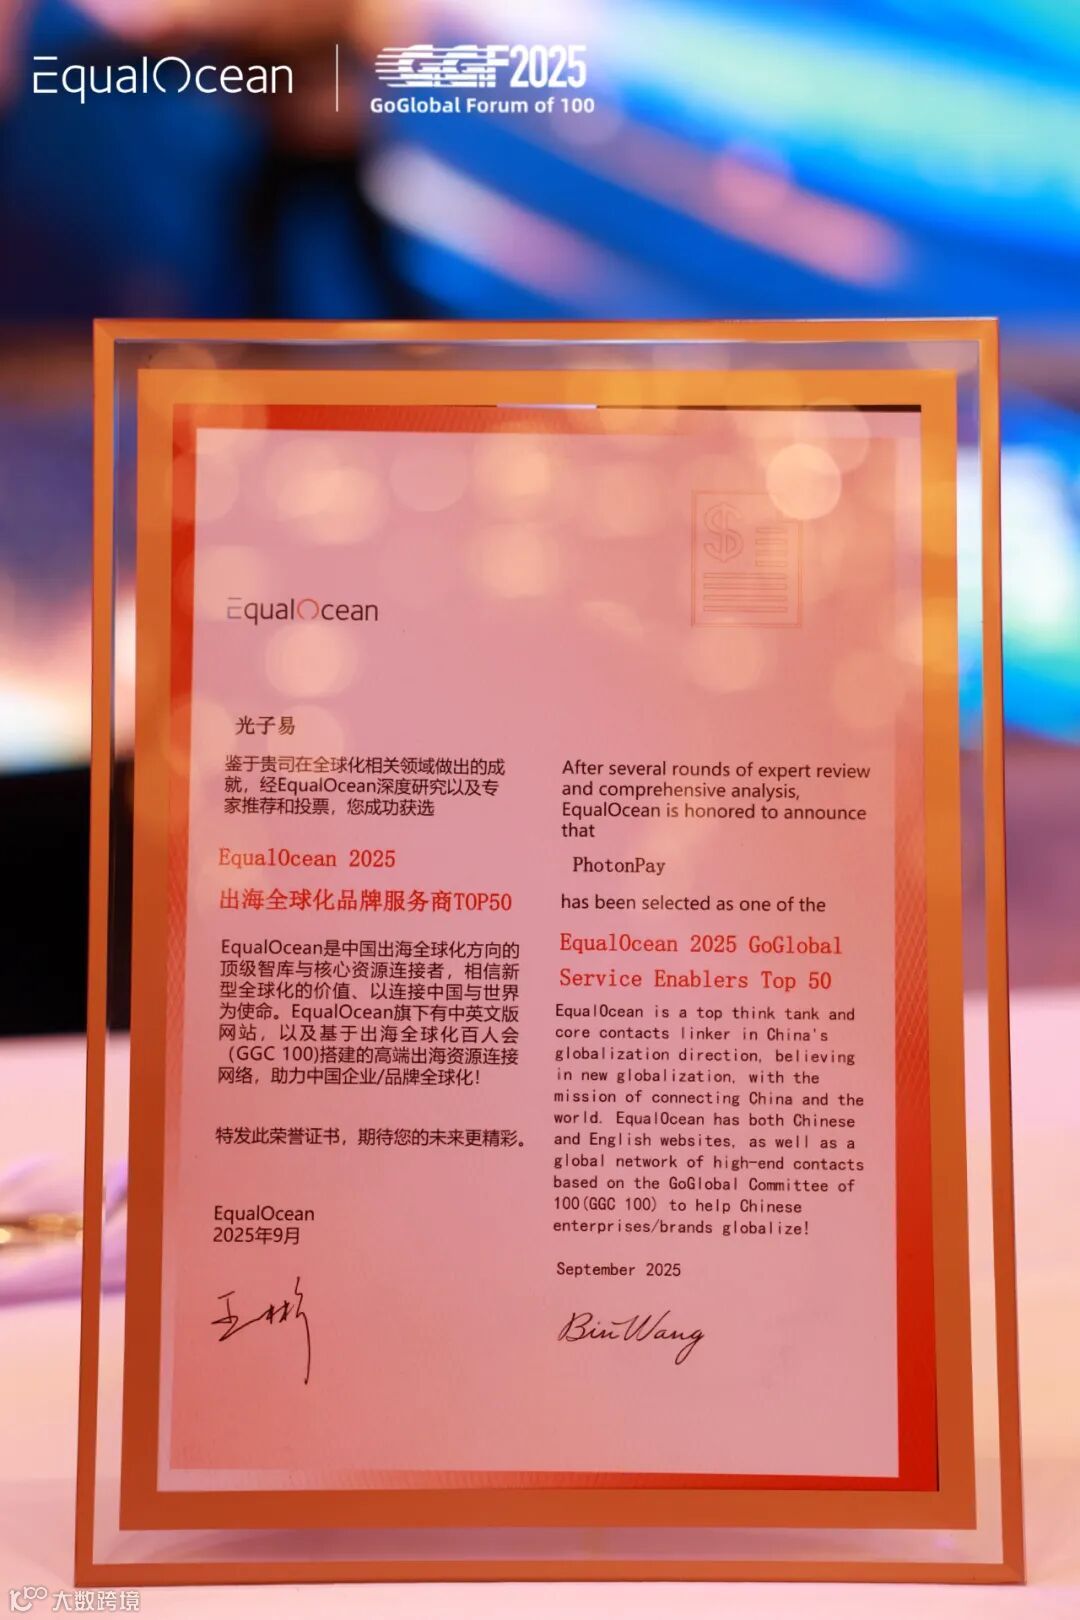 EqualOcean
GGF2025
GoGlobal Forum of 100
EqualOcean
光子易
鉴于贵司在全球化相关领域做出的成
就，经EqualOcean深度研究以及专
家推荐和投票，您成功获选
EqualOcean 2025
出海全球化品牌服务商TOP50
EqualOcean是中国出海全球化方向的
顶级智库与核心资源连接者，相信新
型全球化的价值、以连接中国与世界
为使命。EqualOcean旗下有中英文版
网站，以及基于出海全球化百人会
（GGC 100)搭建的高端出海资源连接
网络，助力中国企业/品牌全球化！
特发此荣誉证书，期待您的未来更精彩。
EqualOcean
2025年9月
王彬
After several rounds of expert review
and comprehensive analysis,
EqualOcean is honored to announce
that
PhotonPay
has been selected as one of the
EqualOcean 2025 GoGlobal
Service Enablers Top 50
EqualOcean is a top think tank and
core contacts linker in China's
globalization direction, believing
in new globalization, with the
mission of connecting China and the
world. EqualOcean has both Chinese
and English websites, as well as a
global network of high-end contacts
based on the GoGlobal Committee of
100(GGC 100) to help Chinese
enterprises/brands globalize!
September 2025
Bin Wang
大数跨境